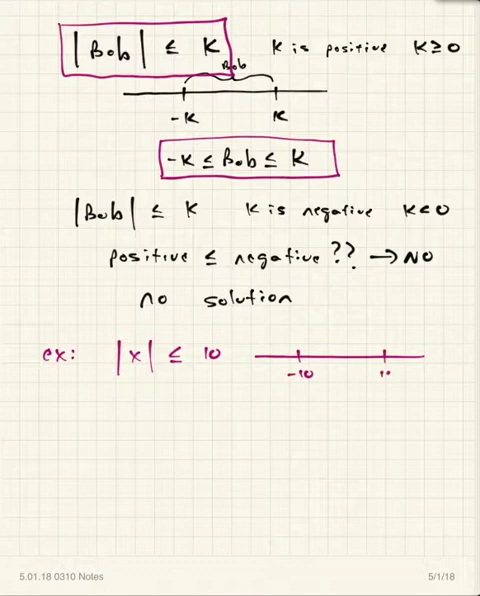 |Bob| ≤ K K is positive K ≥ 0
Bob
-K K
-K ≤ Bob ≤ K
|Bob| ≤ K K is negative K < 0
positive ≤ negative ?? → NO
no solution
ex: |x| ≤ 10
-10 10
5.01.18 0310 Notes 5/1/18